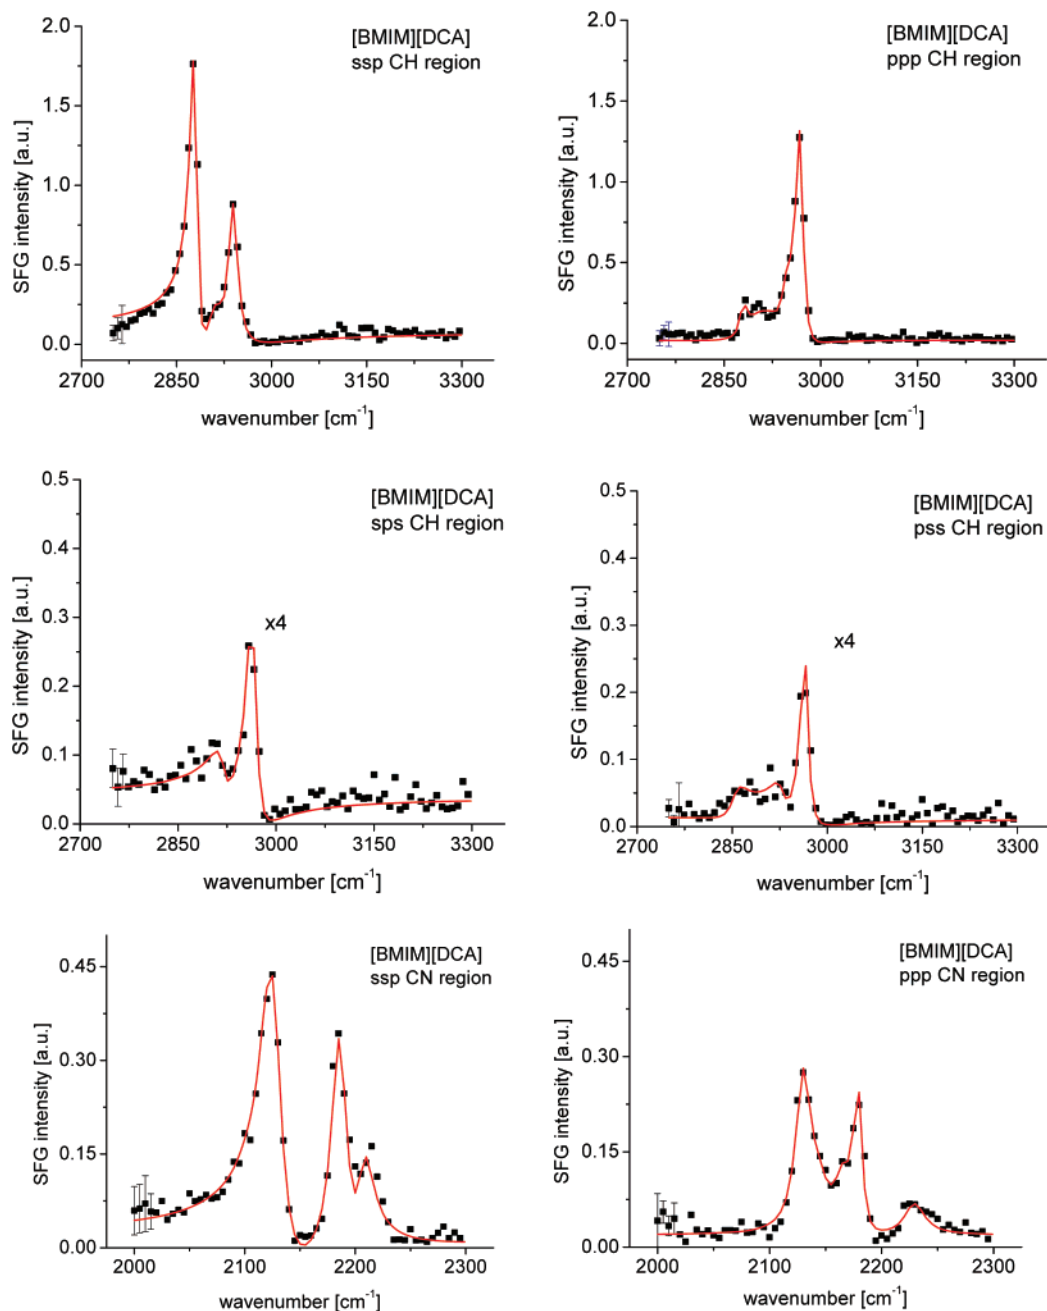 [BMIM][DCA]
ssp CH region
2.0
1.5
1.0
0.5
0.0
SFG intensity [a.u.]
2700 2850 3000 3150 3300
wavenumber [cm-1]
[BMIM][DCA]
ppp CH region
2.0
1.5
1.0
0.5
0.0
SFG intensity [a.u.]
2700 2850 3000 3150 3300
wavenumber [cm-1]
[BMIM][DCA]
sps CH region
x4
0.5
0.4
0.3
0.2
0.1
0.0
SFG intensity [a.u.]
2700 2850 3000 3150 3300
wavenumber [cm-1]
[BMIM][DCA]
pss CH region
x4
0.5
0.4
0.3
0.2
0.1
0.0
SFG intensity [a.u.]
2700 2850 3000 3150 3300
wavenumber [cm-1]
[BMIM][DCA]
ssp CN region
0.45
0.30
0.15
0.00
SFG intensity [a.u.]
2000 2100 2200 2300
wavenumber [cm-1]
[BMIM][DCA]
ppp CN region
0.45
0.30
0.15
0.00
SFG intensity [a.u.]
2000 2100 2200 2300
wavenumber [cm-1]